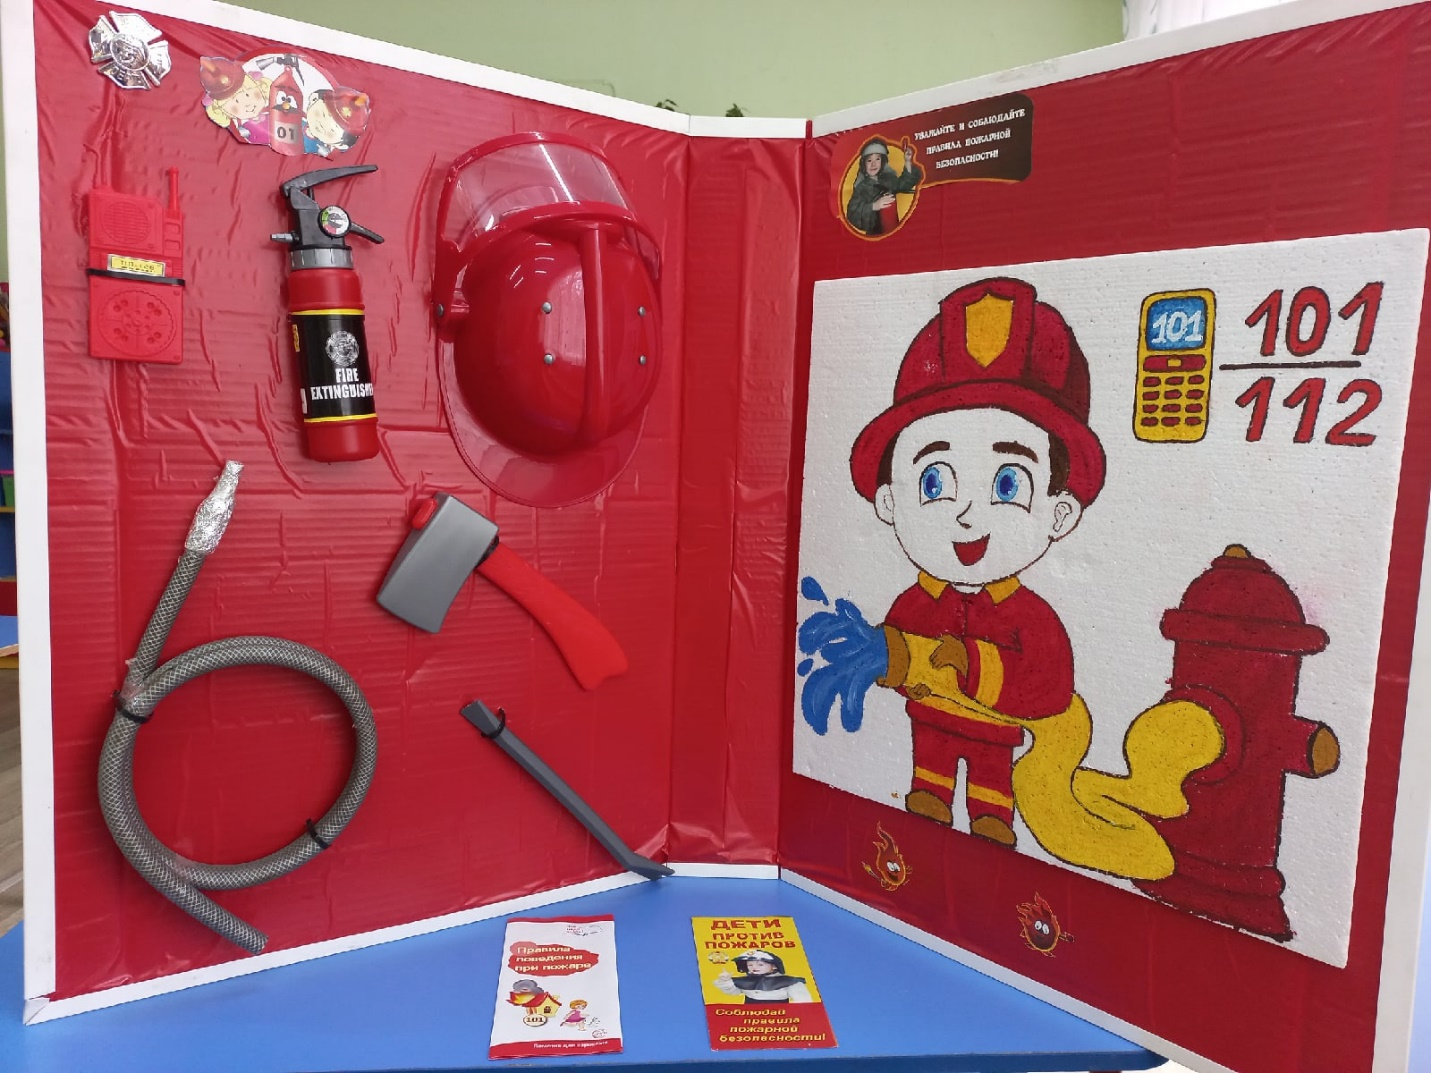 01
FIRE
EXTINGUISHER
УВАЖАЙТЕ И СОБЛЮДАЙТЕ
ПРАВИЛА ПОЖАРНОЙ
БЕЗОПАСНОСТИ!
101
101
112
Правила
поведения
при пожаре
101
ДЕТИ
ПРОТИВ
ПОЖАРОВ
Соблюдай
правила
пожарной
безопасности!